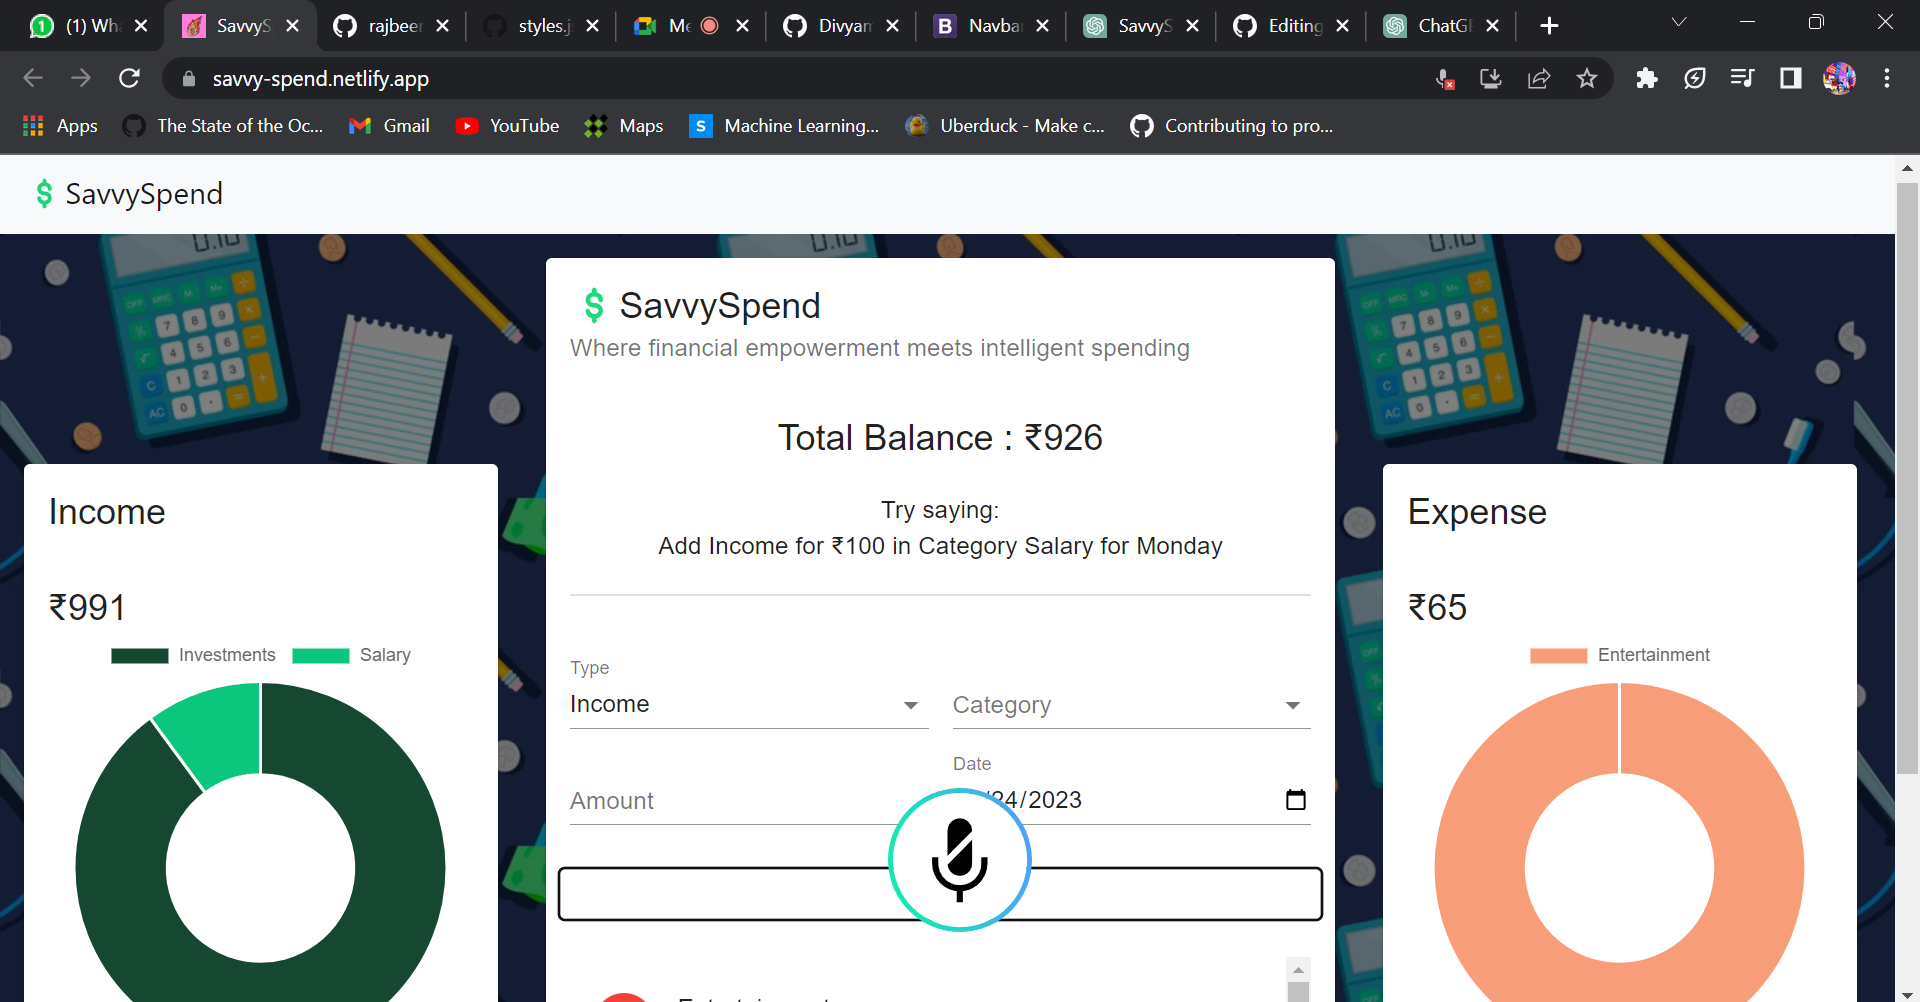 (1) Wh
SavvyS
rajbeer
styles.j
Me
Divyam
Navba
SavvyS
Editing
ChatGP
savvy-spend.netlify.app
Apps
The State of the Oc...
Gmail
YouTube
Maps
Machine Learning...
Uberduck - Make c...
Contributing to pro...
SavvySpend
SavvySpend
Where financial empowerment meets intelligent spending
Total Balance : ₹926
Try saying:
Add Income for ₹100 in Category Salary for Monday
Income
₹991
Investments
Salary
Type
Income
Category
Amount
Date
/24/2023
Expense
₹65
Entertainment